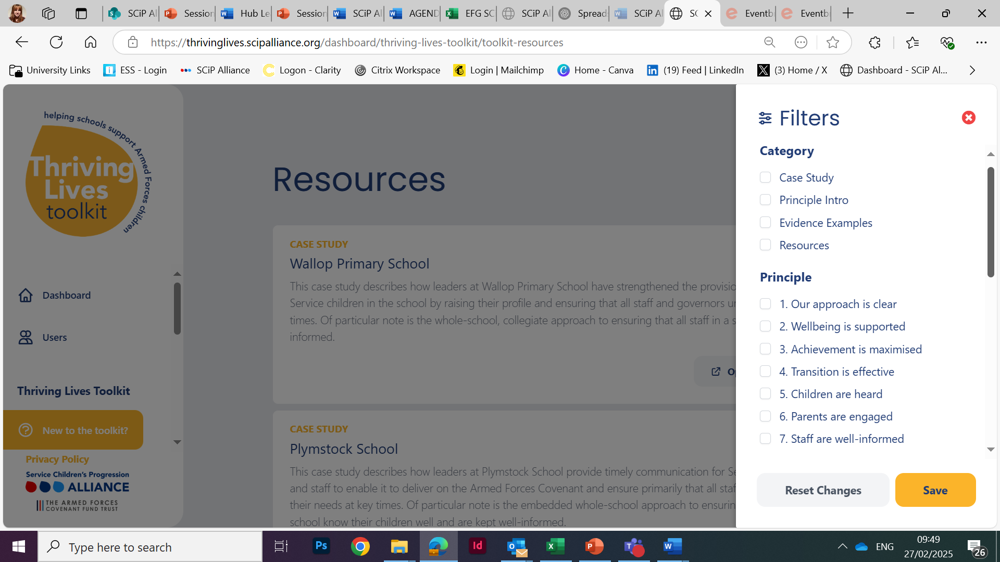 SCiP Al
Session
Hub Le
Session
SCiP Al
AGEND
EFG SC
SCiP Al
Spread
SCiP Al
SC
Eventb
Eventb
https://thrivinglives.scipalliance.org/dashboard/thriving-lives-toolkit/toolkit-resources
University Links
ESS - Login
SCiP Alliance
Logon - Clarity
Citrix Workspace
Login | Mailchimp
Home - Canva
(19) Feed | LinkedIn
(3) Home / X
Dashboard - SCiP Al...
helping schools support Armed Forces children
Thriving
Lives
toolkit
Dashboard
Users
Thriving Lives Toolkit
New to the toolkit?
Privacy Policy
Service Children's Progression
ALLIANCE
THE ARMED FORCES
COVENANT FUND TRUST
Resources
CASE STUDY
Wallop Primary School
This case study describes how leaders at Wallop Primary School have strengthened the provisio
Service children in the school by raising their profile and ensuring that all staff and governors u
times. Of particular note is the whole-school, collegiate approach to ensuring that all staff in a s
informed.
O
CASE STUDY
Plymstock School
This case study describes how leaders at Plymstock School provide timely communication for Se
and staff to enable it to deliver on the Armed Forces Covenant and ensure primarily that all staf
their needs at key times. Of particular note is the embedded whole-school approach to ensurin
school know their children well and are kept well-informed.
Filters
Category
Case Study
Principle Intro
Evidence Examples
Resources
Principle
1. Our approach is clear
2. Wellbeing is supported
3. Achievement is maximised
4. Transition is effective
5. Children are heard
6. Parents are engaged
7. Staff are well-informed
Reset Changes
Save
Type here to search
ENG
09:49
27/02/2025
26